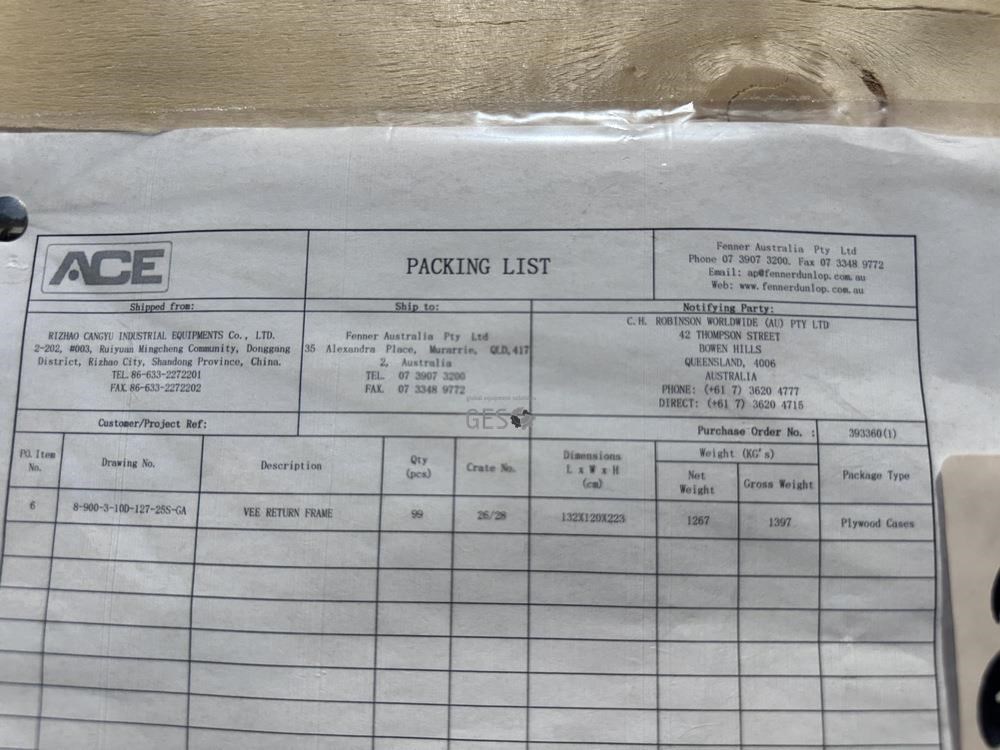 ACE
PACKING LIST
Fenner Australia Pty Ltd
Phone 07 3907 3200. Fax 07 3348 9772
Email: ap@fennerdunlop.com.au
Web: www.fennerdunlop.com.au
Shipped from:
Ship to:
Notifying Party:
RIZHAO CANGYU INDUSTRIAL EQUIPMENTS Co., LTD.
2-202, #003, Ruiyuan Mingcheng Community, Donggang
District, Rizhao City, Shandong Province, China.
TEL.86-633-2272201
FAX.86-633-2272202
Fenner Australia Pty Ltd
35 Alexandra Place, Murarrie, QLD,417
2, Australia
TEL. 07 3907 3200
FAX. 07 3348 9772
C.H. ROBINSON WORLDWIDE (AU) PTY LTD
42 THOMPSON STREET
BOWEN HILLS
QUEENSLAND, 4006
AUSTRALIA
PHONE: (+61 7) 3620 4777
DIRECT: (+61 7) 3620 4715
global equipment solutions
GES
Customer/Project Ref:
Purchase Order No. :
393360(1)
PO.Item
No.
Drawing No.
Description
Qty
(pcs)
Crate No.
Dimensions
L x W x H
(cm)
Weight (KG's)
Net
Weight
Gross Weight
Package Type
6
8-900-3-10D-127-25S-GA
VEE RETURN FRAME
99
26/28
132X120X223
1267
1397
Plywood Cases